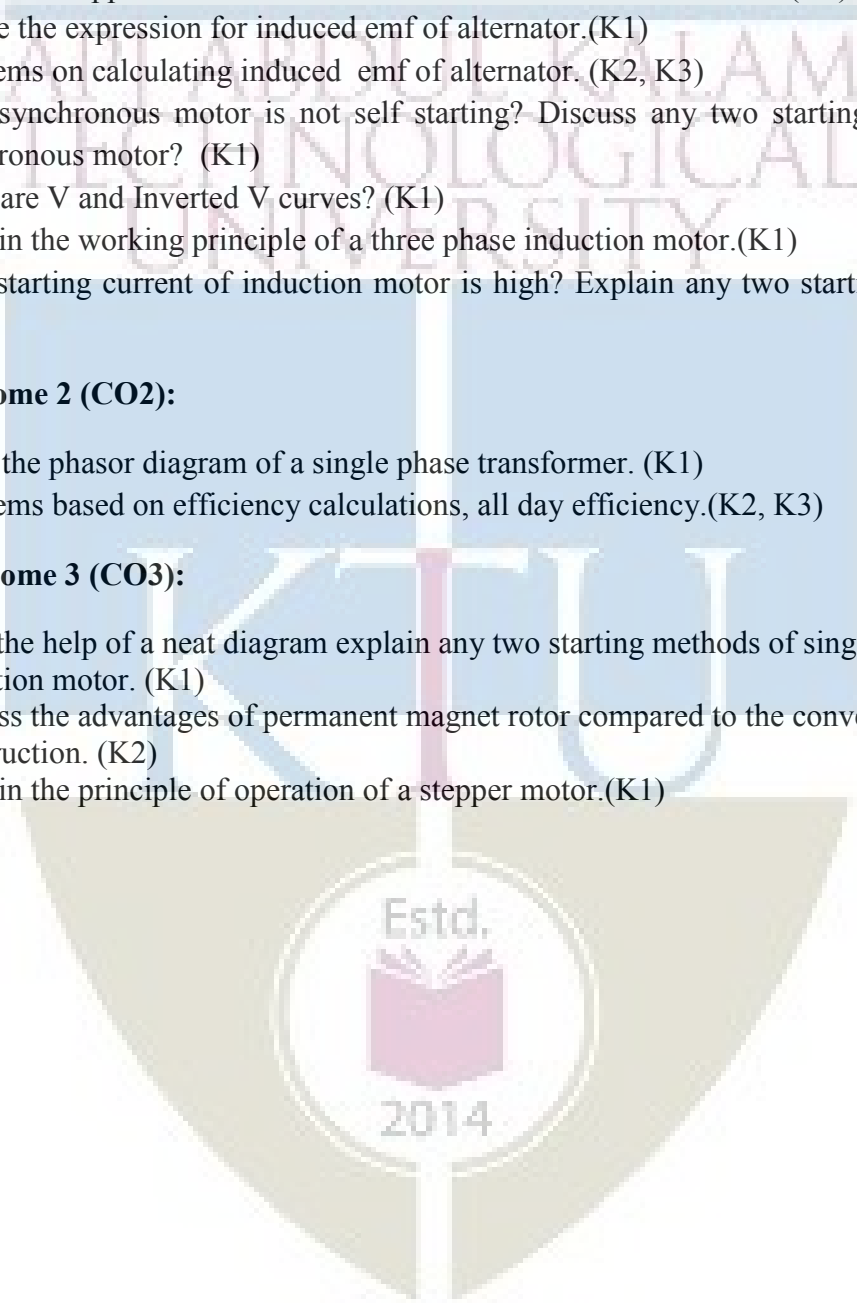 e the expression for induced emf of alternator.(K1)
ems on calculating induced emf of alternator. (K2, K3)
synchronous motor is not self starting? Discuss any two starting
ronous motor? (K1)
are V and Inverted V curves? (K1)
in the working principle of a three phase induction motor.(K1)
starting current of induction motor is high? Explain any two start
ome 2 (CO2):
the phasor diagram of a single phase transformer. (K1)
ems based on efficiency calculations, all day efficiency.(K2, K3)
ome 3 (CO3):
the help of a neat diagram explain any two starting methods of sing
tion motor. (K1)
ss the advantages of permanent magnet rotor compared to the conve
uction. (K2)
in the principle of operation of a stepper motor.(K1)
ABDUL KALAM
TECHNOLOGICAL
UNIVERSITY
KTU
Estd.
2014